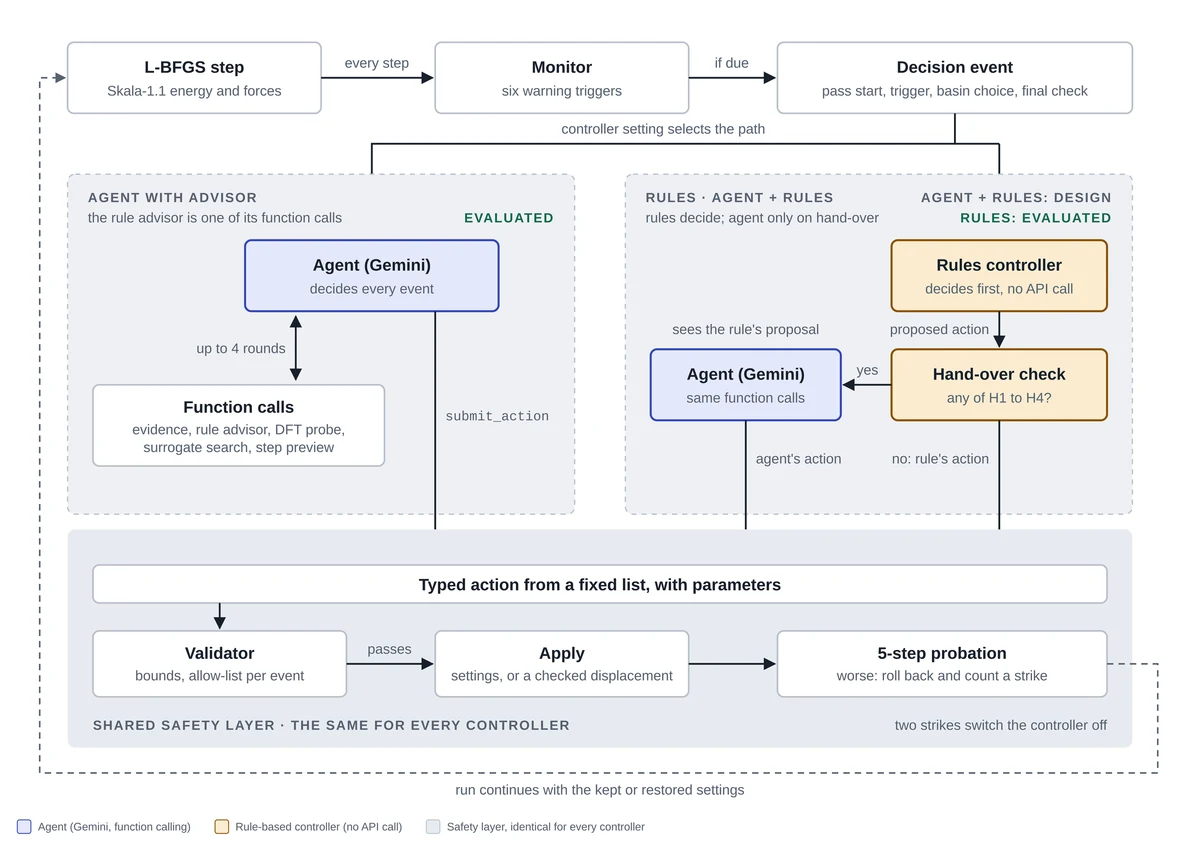 L-BFGS step
Skala-1.1 energy and forces
every step
Monitor
six warning triggers
if due
Decision event
pass start, trigger, basin choice, final check
controller setting selects the path
AGENT WITH ADVISOR
the rule advisor is one of its function calls
EVALUATED
Agent (Gemini)
decides every event
up to 4 rounds
Function calls
evidence, rule advisor, DFT probe,
surrogate search, step preview
submit_action
RULES · AGENT + RULES
rules decide; agent only on hand-over
AGENT + RULES: DESIGN
RULES: EVALUATED
Rules controller
decides first, no API call
sees the rule's proposal
proposed action
Agent (Gemini)
same function calls
yes
Hand-over check
any of H1 to H4?
agent's action
no: rule's action
Typed action from a fixed list, with parameters
Validator
bounds, allow-list per event
passes
Apply
settings, or a checked displacement
5-step probation
worse: roll back and count a strike
SHARED SAFETY LAYER · THE SAME FOR EVERY CONTROLLER
two strikes switch the controller off
run continues with the kept or restored settings
Agent (Gemini, function calling)
Rule-based controller (no API call)
Safety layer, identical for every controller